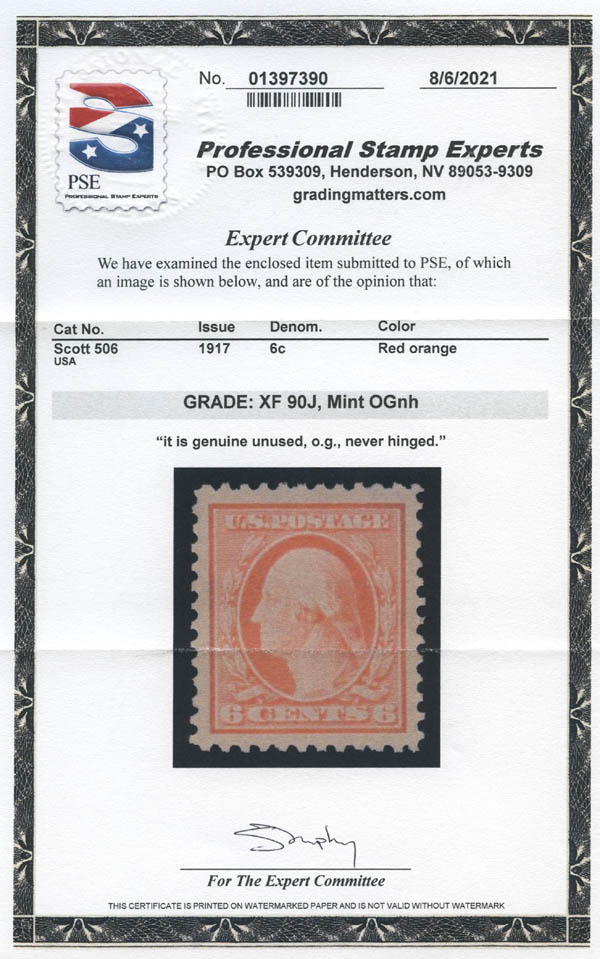 No. 01397390 8/6/2021
PSE
PROFESSIONAL STAMP EXPERTS
Professional Stamp Experts
PO Box 539309, Henderson, NV 89053-9309
gradingmatters.com
Expert Committee
We have examined the enclosed item submitted to PSE, of which
an image is shown below, and are of the opinion that:
Cat No. Issue Denom. Color
Scott 506 1917 6c Red orange
USA
GRADE: XF 90J, Mint OGnh
“it is genuine unused, o.g., never hinged.”
U.S. POSTAGE
6 CENTS 6
For The Expert Committee
THIS CERTIFICATE IS PRINTED ON WATERMARKED PAPER AND IS NOT VALID WITHOUT WATERMARK